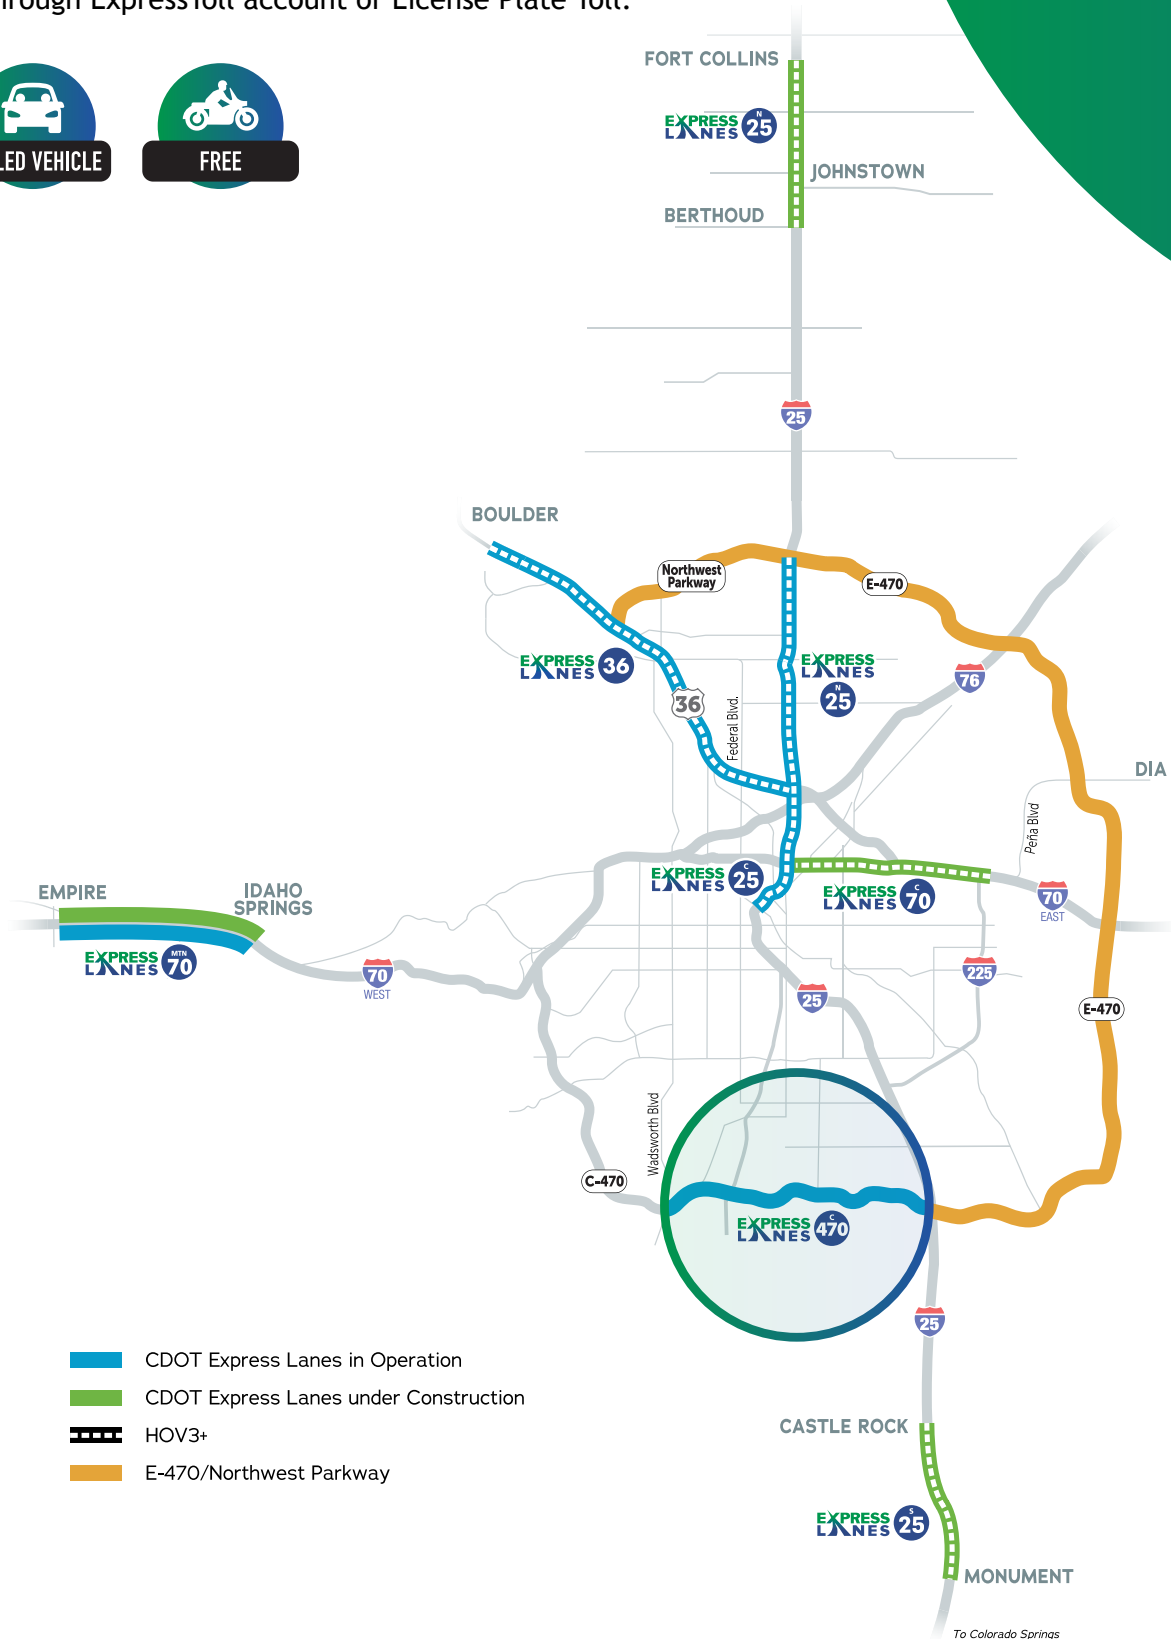 through ExpressToll account or License Plate Toll.
LED VEHICLE
FREE
FORT COLLINS
EXPRESS
LANES
N
25
JOHNSTOWN
BERTHOUD
25
BOULDER
Northwest
Parkway
E-470
EXPRESS
LANES
36
EXPRESS
LANES
N
25
76
36
Federal Blvd.
DIA
Peña Blvd
EXPRESS
LANES
C
25
EXPRESS
LANES
C
70
70
EAST
EMPIRE
IDAHO
SPRINGS
EXPRESS
LANES
MTN
70
70
WEST
225
25
E-470
Wadsworth Blvd
C-470
EXPRESS
LANES
C
470
25
CDOT Express Lanes in Operation
CDOT Express Lanes under Construction
HOV3+
E-470/Northwest Parkway
CASTLE ROCK
EXPRESS
LANES
S
25
MONUMENT
To Colorado Springs